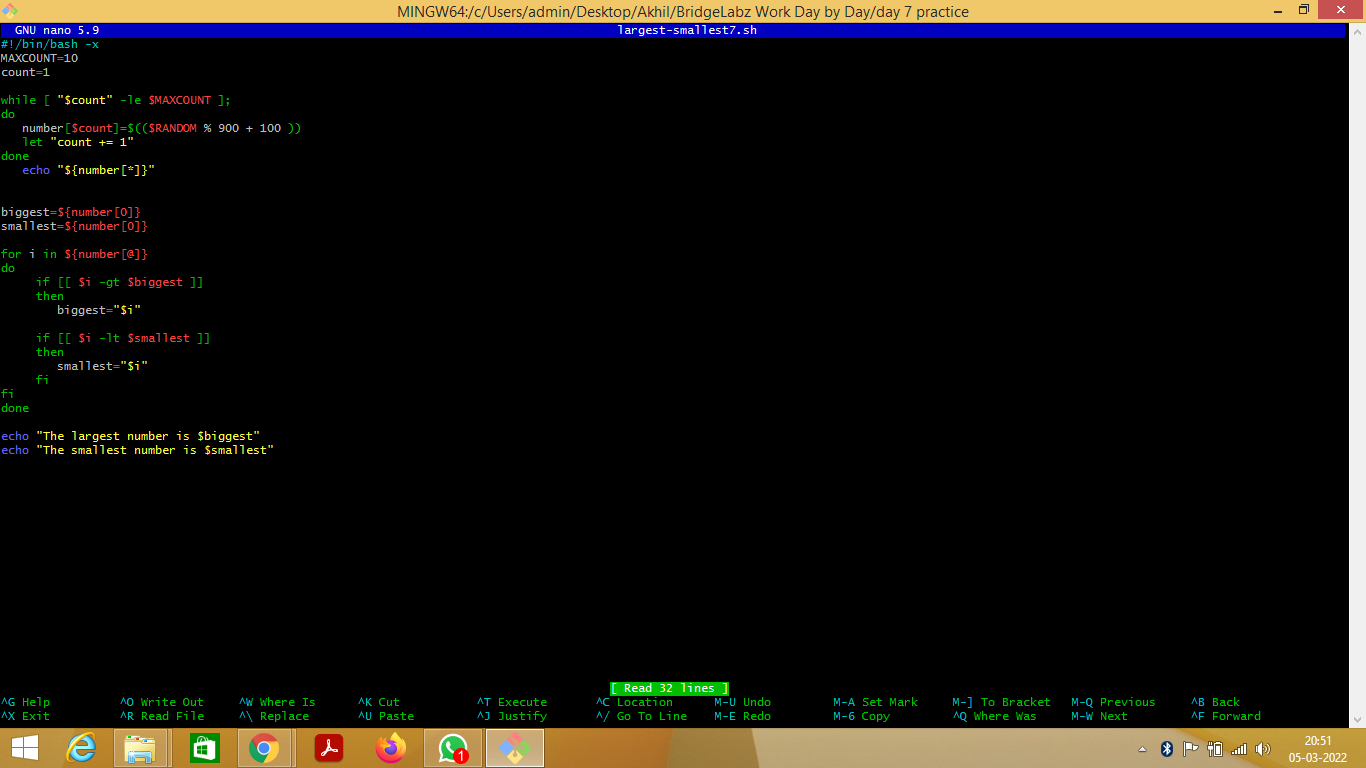 MINGW64:/c/Users/admin/Desktop/Akhil/BridgeLabz Work Day by Day/day 7 practice
GNU nano 5.9 largest-smallest7.sh
#!/bin/bash -x
MAXCOUNT=10
count=1
while [ "$count" -le $MAXCOUNT ];
do
number[$count]=$(($RANDOM % 900 + 100 ))
let "count += 1"
done
echo "${number[*]}"
biggest=${number[0]}
smallest=${number[0]}
for i in ${number[@]}
do
if [[ $i -gt $biggest ]]
then
biggest="$i"
if [[ $i -lt $smallest ]]
then
smallest="$i"
fi
fi
done
echo "The largest number is $biggest"
echo "The smallest number is $smallest"
[ Read 32 lines ]
^G Help ^O Write Out ^W Where Is ^K Cut ^T Execute ^C Location M-U Undo M-A Set Mark M-] To Bracket M-Q Previous ^B Back
^X Exit ^R Read File ^\ Replace ^U Paste ^J Justify ^/ Go To Line M-E Redo M-6 Copy ^Q Where Was M-W Next ^F Forward
1
20:51
05-03-2022